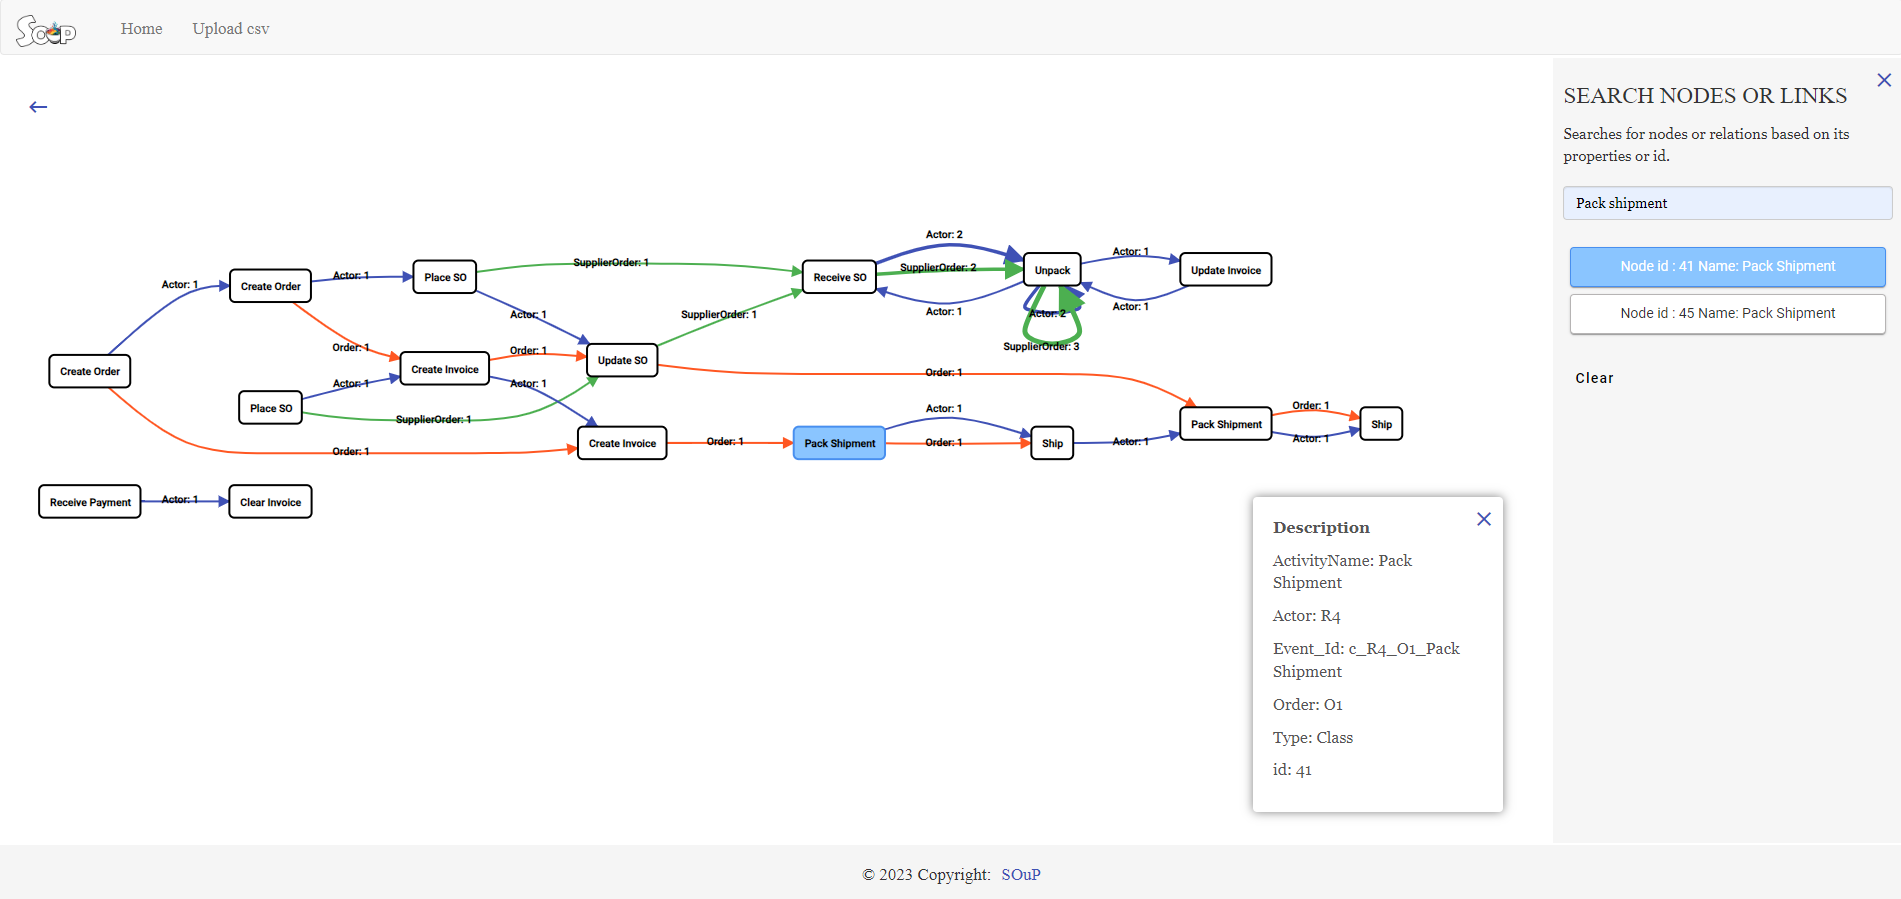 SOuP
Home
Upload csv
SEARCH NODES OR LINKS
Searches for nodes or relations based on its
properties or id.
Pack shipment
Node id : 41 Name: Pack Shipment
Node id : 45 Name: Pack Shipment
Clear
Actor: 2
Actor: 1
SupplierOrder: 1
SupplierOrder: 2
Unpack
Update Invoice
Receive SO
Place SO
Actor: 1
Create Order
Actor: 1
Actor: 1
Actor: 1
Actor: 2
Actor: 1
SupplierOrder: 1
SupplierOrder: 3
Order: 1
Order: 1
Update SO
Create Invoice
Create Order
Order: 1
Actor: 1
Actor: 1
Place SO
SupplierOrder: 1
Actor: 1
Order: 1
Pack Shipment
Ship
Actor: 1
Order: 1
Create Invoice
Order: 1
Pack Shipment
Order: 1
Ship
Actor: 1
Receive Payment
Actor: 1
Clear Invoice
Description
ActivityName: Pack
Shipment
Actor: R4
Event_Id: c_R4_O1_Pack
Shipment
Order: O1
Type: Class
id: 41
© 2023 Copyright: SOuP